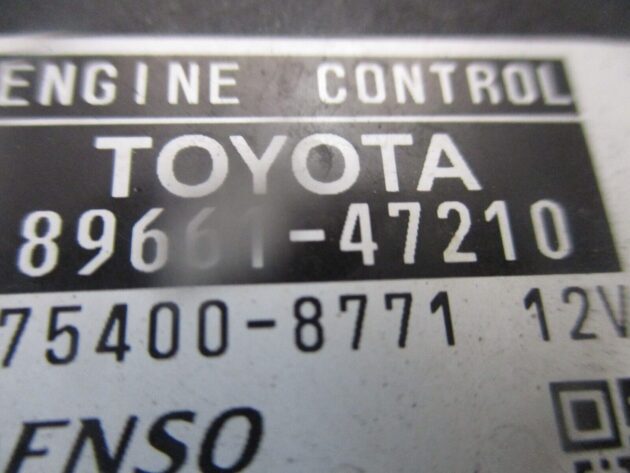 ENGINE CONTROL
TOYOTA
89661-47210
75400-8771 12V
ENSO